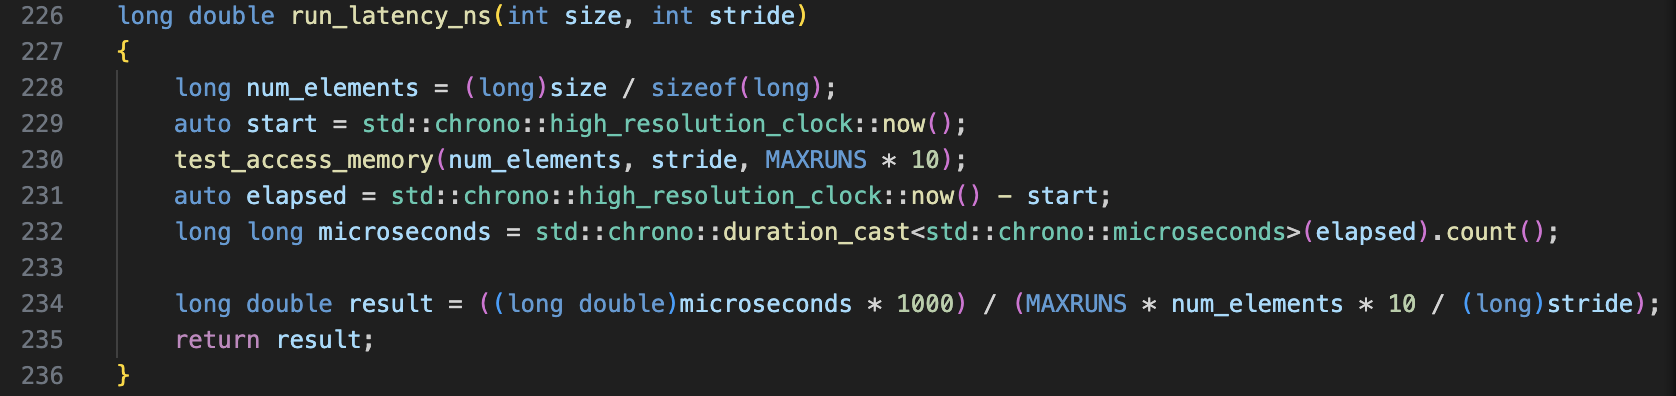 226 long double run_latency_ns(int size, int stride)
227 {
228     long num_elements = (long)size / sizeof(long);
229     auto start = std::chrono::high_resolution_clock::now();
230     test_access_memory(num_elements, stride, MAXRUNS * 10);
231     auto elapsed = std::chrono::high_resolution_clock::now() - start;
232     long long microseconds = std::chrono::duration_cast<std::chrono::microseconds>(elapsed).count();
233
234     long double result = ((long double)microseconds * 1000) / (MAXRUNS * num_elements * 10 / (long)stride);
235     return result;
236 }